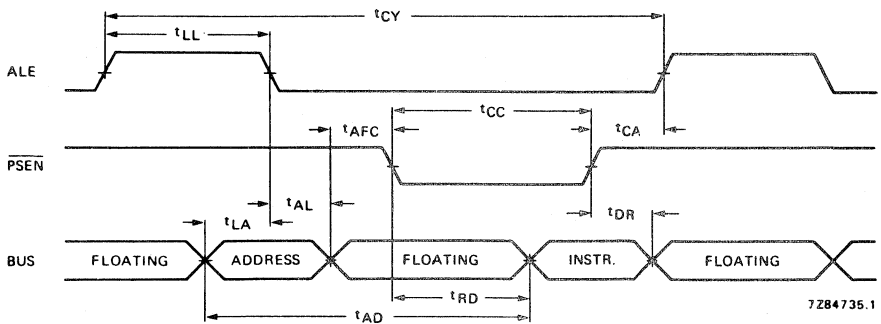 tCY
tLL
ALE
tCC
tAFC
tCA
PSEN
tAL
tLA
tDR
BUS
FLOATING
ADDRESS
FLOATING
INSTR.
FLOATING
tRD
tAD
7Z84735.1